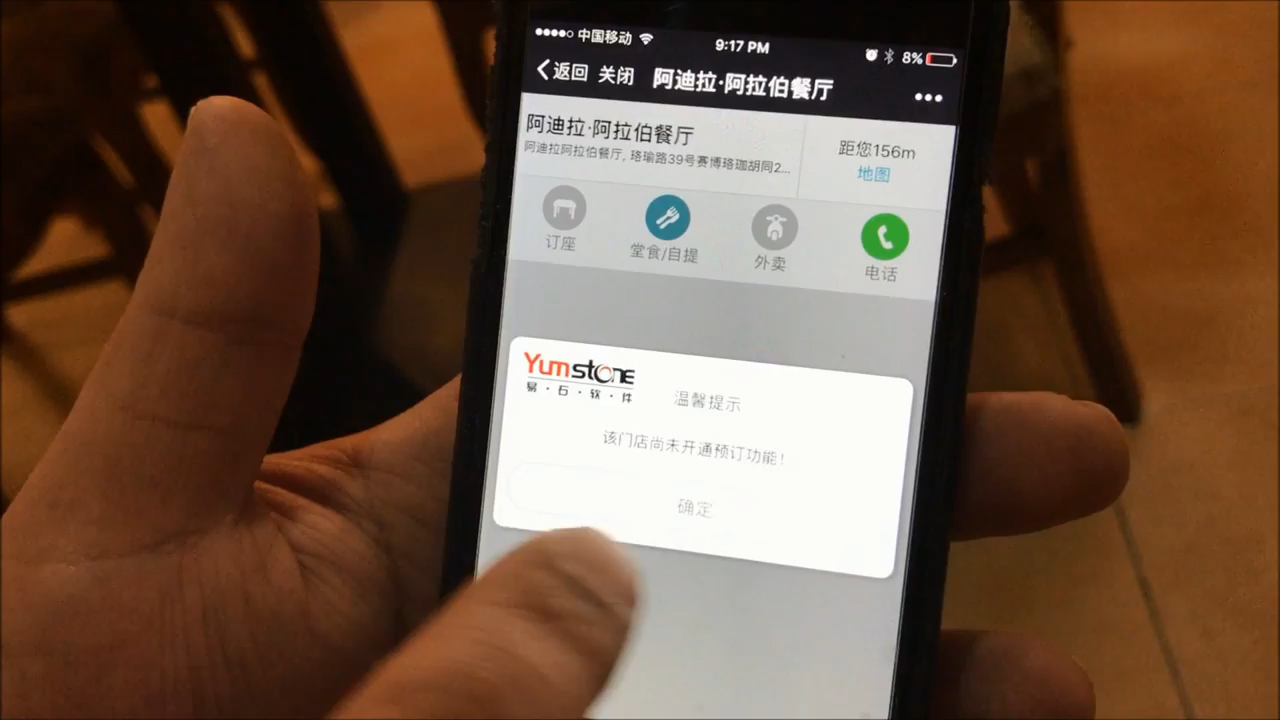 中国移动 9:17 PM 8%
返回 关闭 阿迪拉·阿拉伯餐厅
阿迪拉·阿拉伯餐厅
阿迪拉阿拉伯餐厅, 珞瑜路39号赛博珞珈胡同2...
距您156m
地图
订座 堂食/自提 外卖 电话
Yumstone
易·石·软·件
温馨提示
该门店尚未开通预订功能!
确定